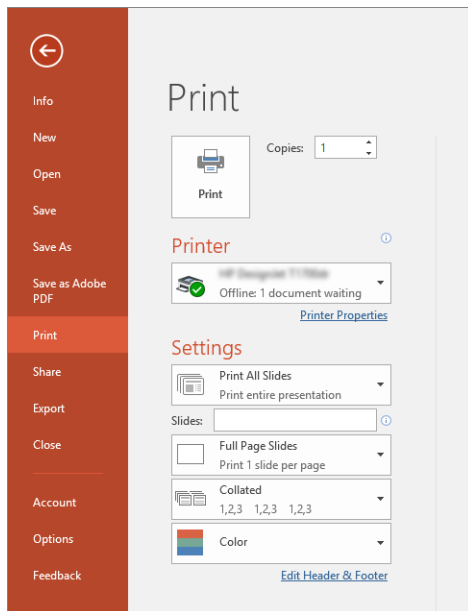 Info
New
Open
Save
Save As
Save as Adobe
PDF
Print
Share
Export
Close
Account
Options
Feedback
Print
Print
Copies: 1
Printer
Offline: 1 document waiting
Printer Properties
Settings
Print All Slides
Print entire presentation
Slides:
Full Page Slides
Print 1 slide per page
Collated
1,2,3 1,2,3 1,2,3
Color
Edit Header & Footer